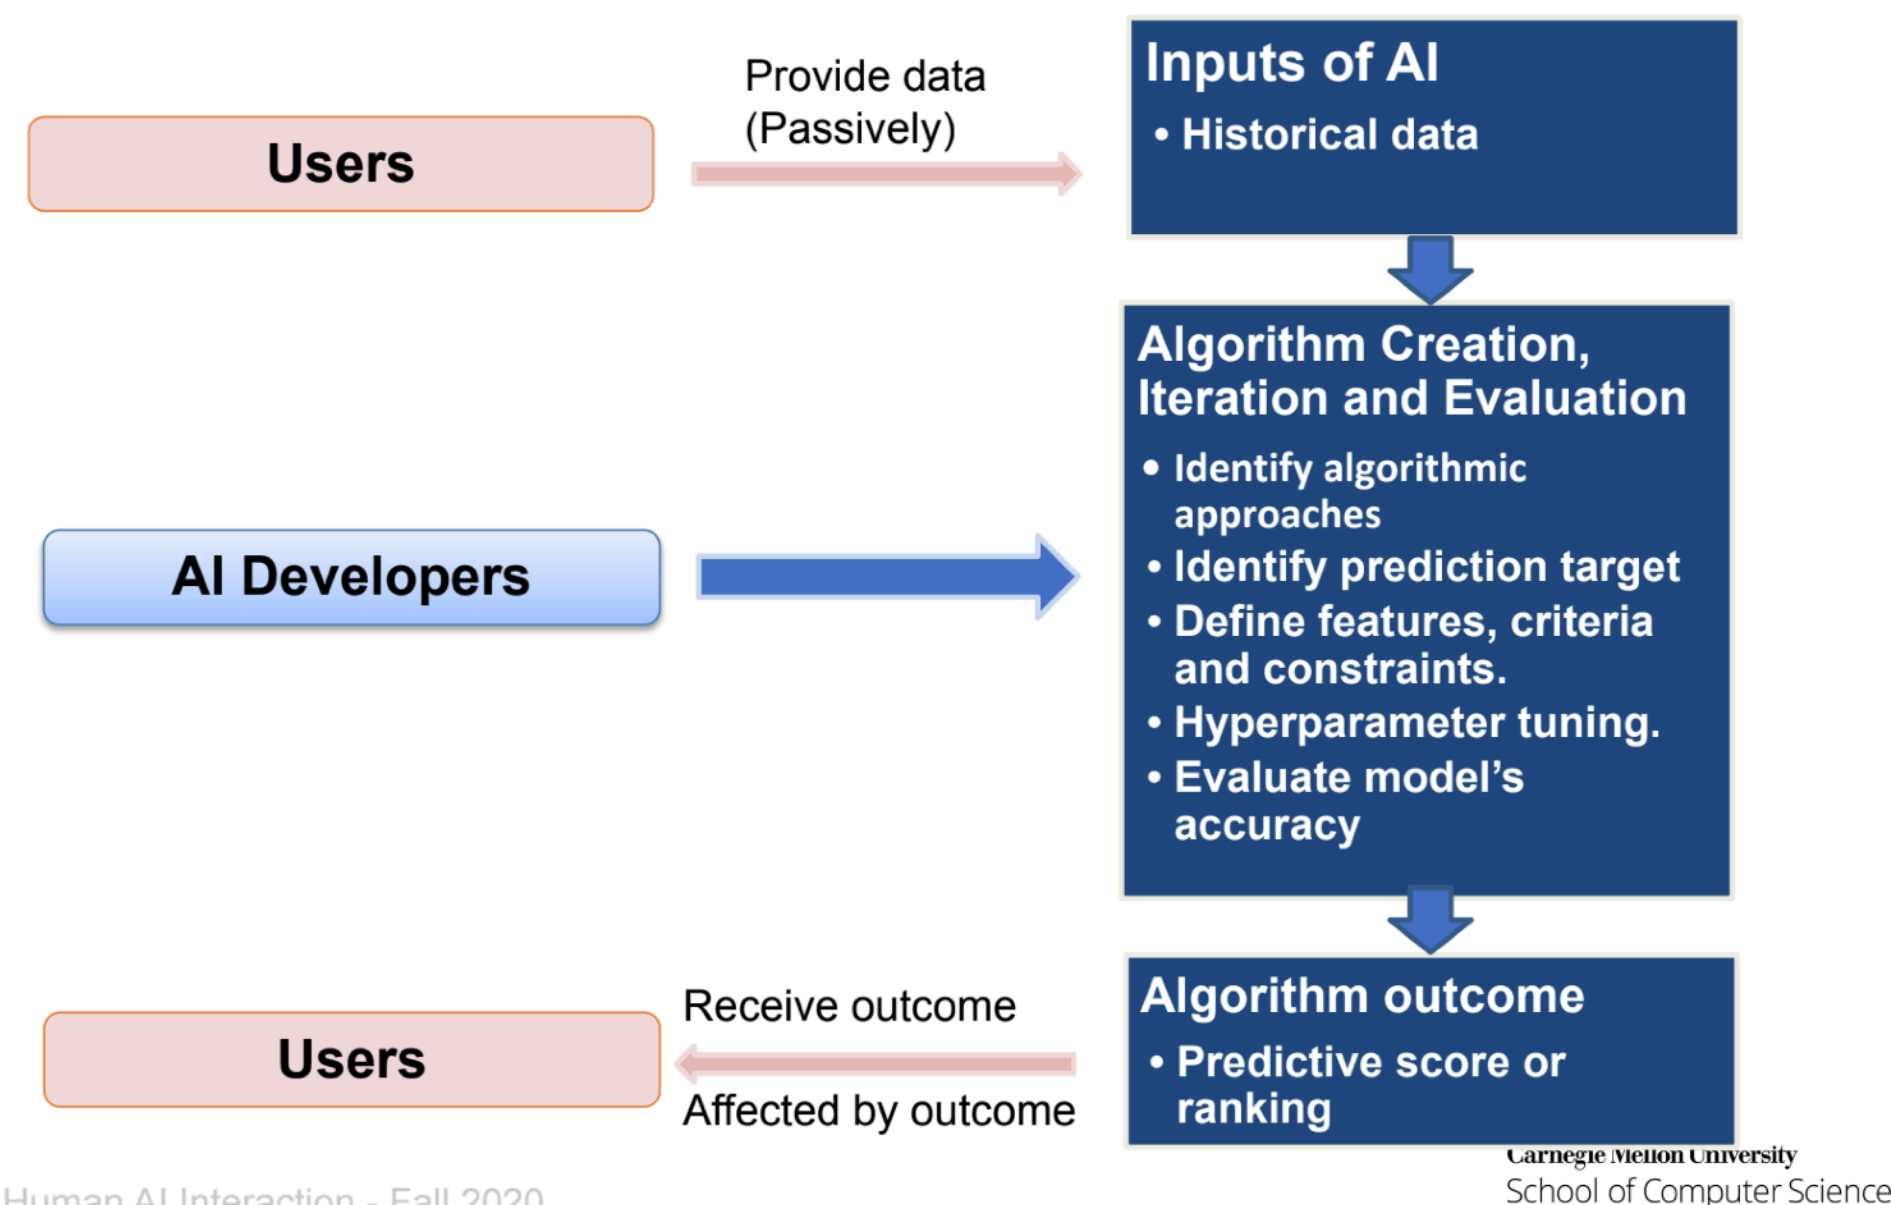 Users
Provide data
(Passively)
Inputs of AI
• Historical data
AI Developers
Algorithm Creation,
Iteration and Evaluation
• Identify algorithmic
approaches
• Identify prediction target
• Define features, criteria
and constraints.
• Hyperparameter tuning.
• Evaluate model’s
accuracy
Users
Receive outcome
Affected by outcome
Algorithm outcome
• Predictive score or
ranking
Carnegie Mellon University
School of Computer Science
Human AI Interaction - Fall 2020